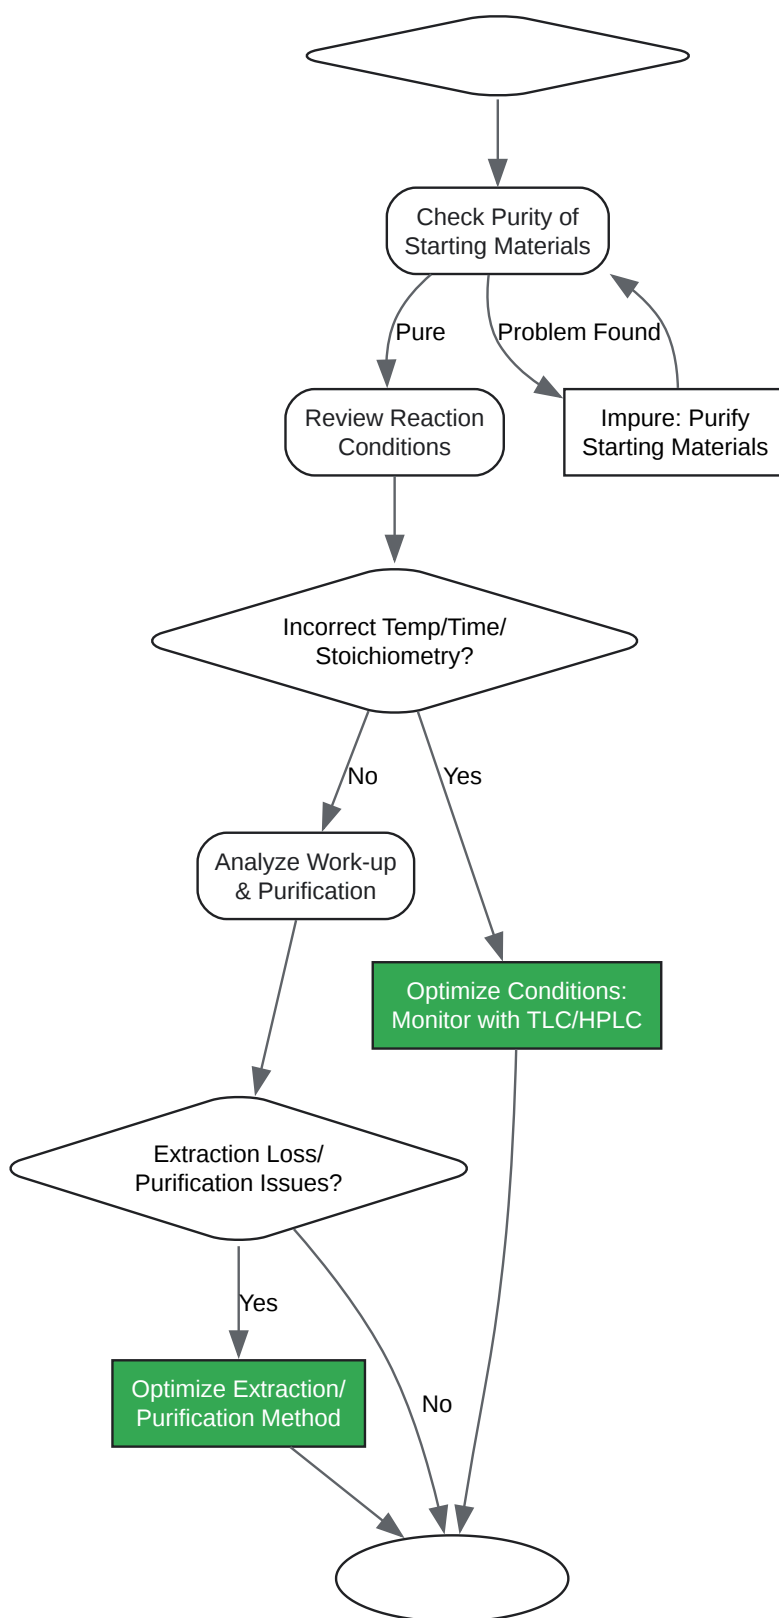 Check Purity of
Starting Materials
Pure
Problem Found
Review Reaction
Conditions
Impure: Purify
Starting Materials
Incorrect Temp/Time/
Stoichiometry?
No
Yes
Analyze Work-up
& Purification
Optimize Conditions:
Monitor with TLC/HPLC
Extraction Loss/
Purification Issues?
Yes
No
Optimize Extraction/
Purification Method